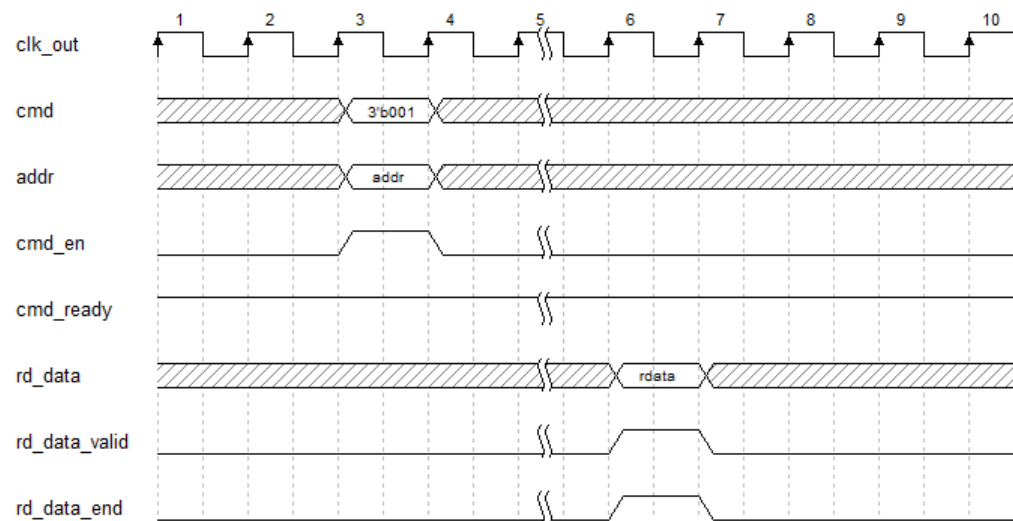 1 2 3 4 5 6 7 8 9 10
clk_out
cmd 3'b001
addr addr
cmd_en
cmd_ready
rd_data rdata
rd_data_valid
rd_data_end